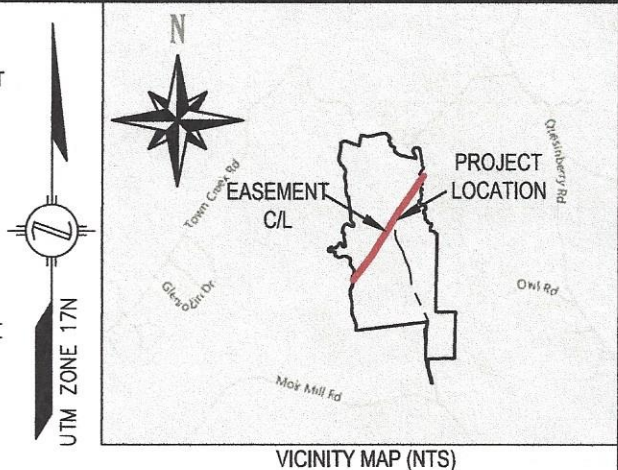 T
UTM ZONE 17N
N
Town Creek Rd
EASEMENT
C/L
PROJECT
LOCATION
Quesinberry Rd
Owl Rd
Moir Mill Rd
VICINITY MAP (NTS)